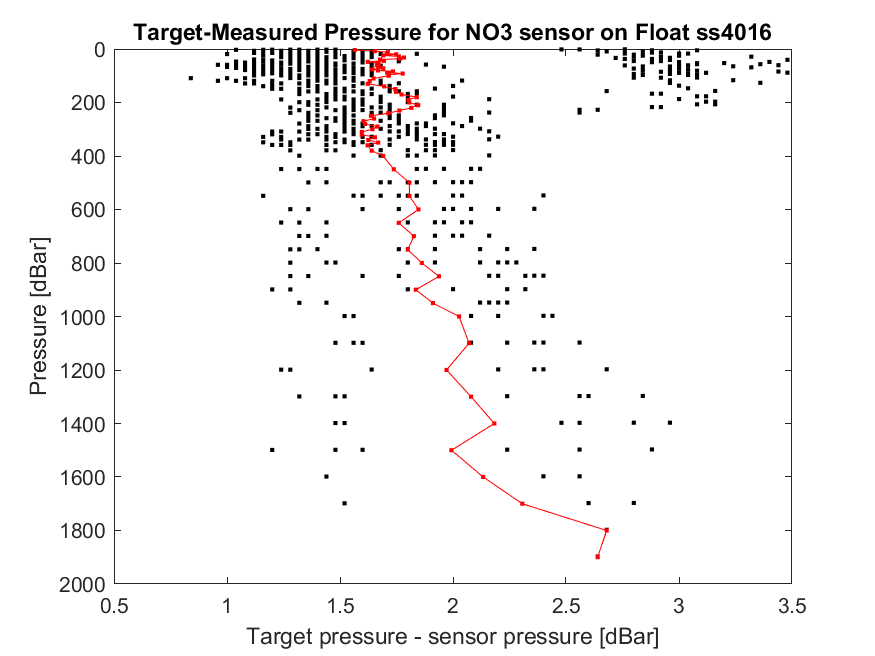 Target-Measured Pressure for NO3 sensor on Float ss4016
0
200
400
600
800
1000
1200
1400
1600
1800
2000
Pressure [dBar]
0.5 1 1.5 2 2.5 3 3.5
Target pressure - sensor pressure [dBar]